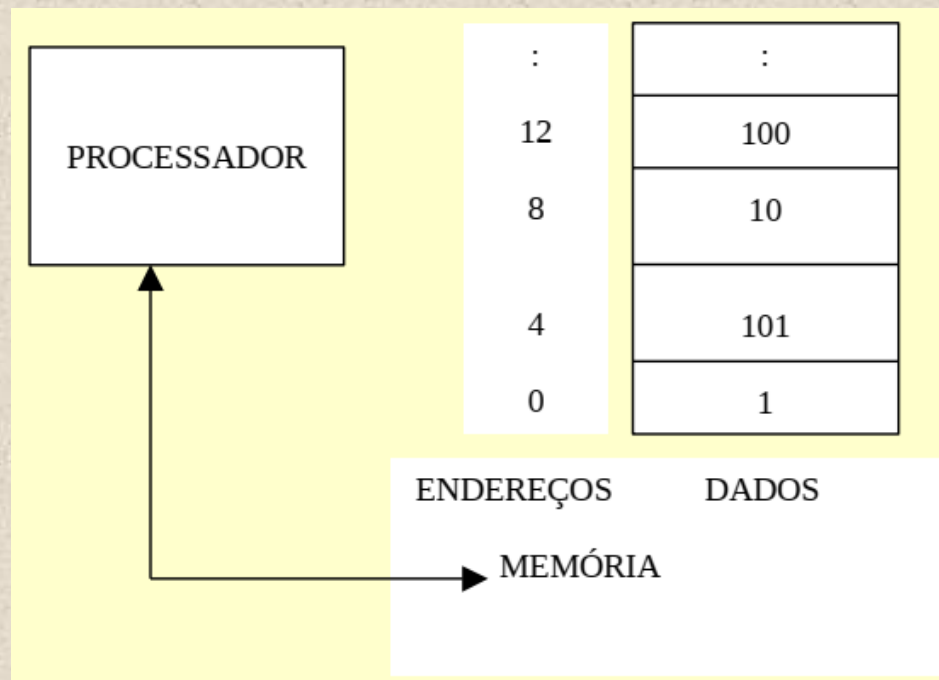 : :
12 100
PROCESSADOR
8 10
4 101
0 1
ENDEREÇOS DADOS
MEMÓRIA